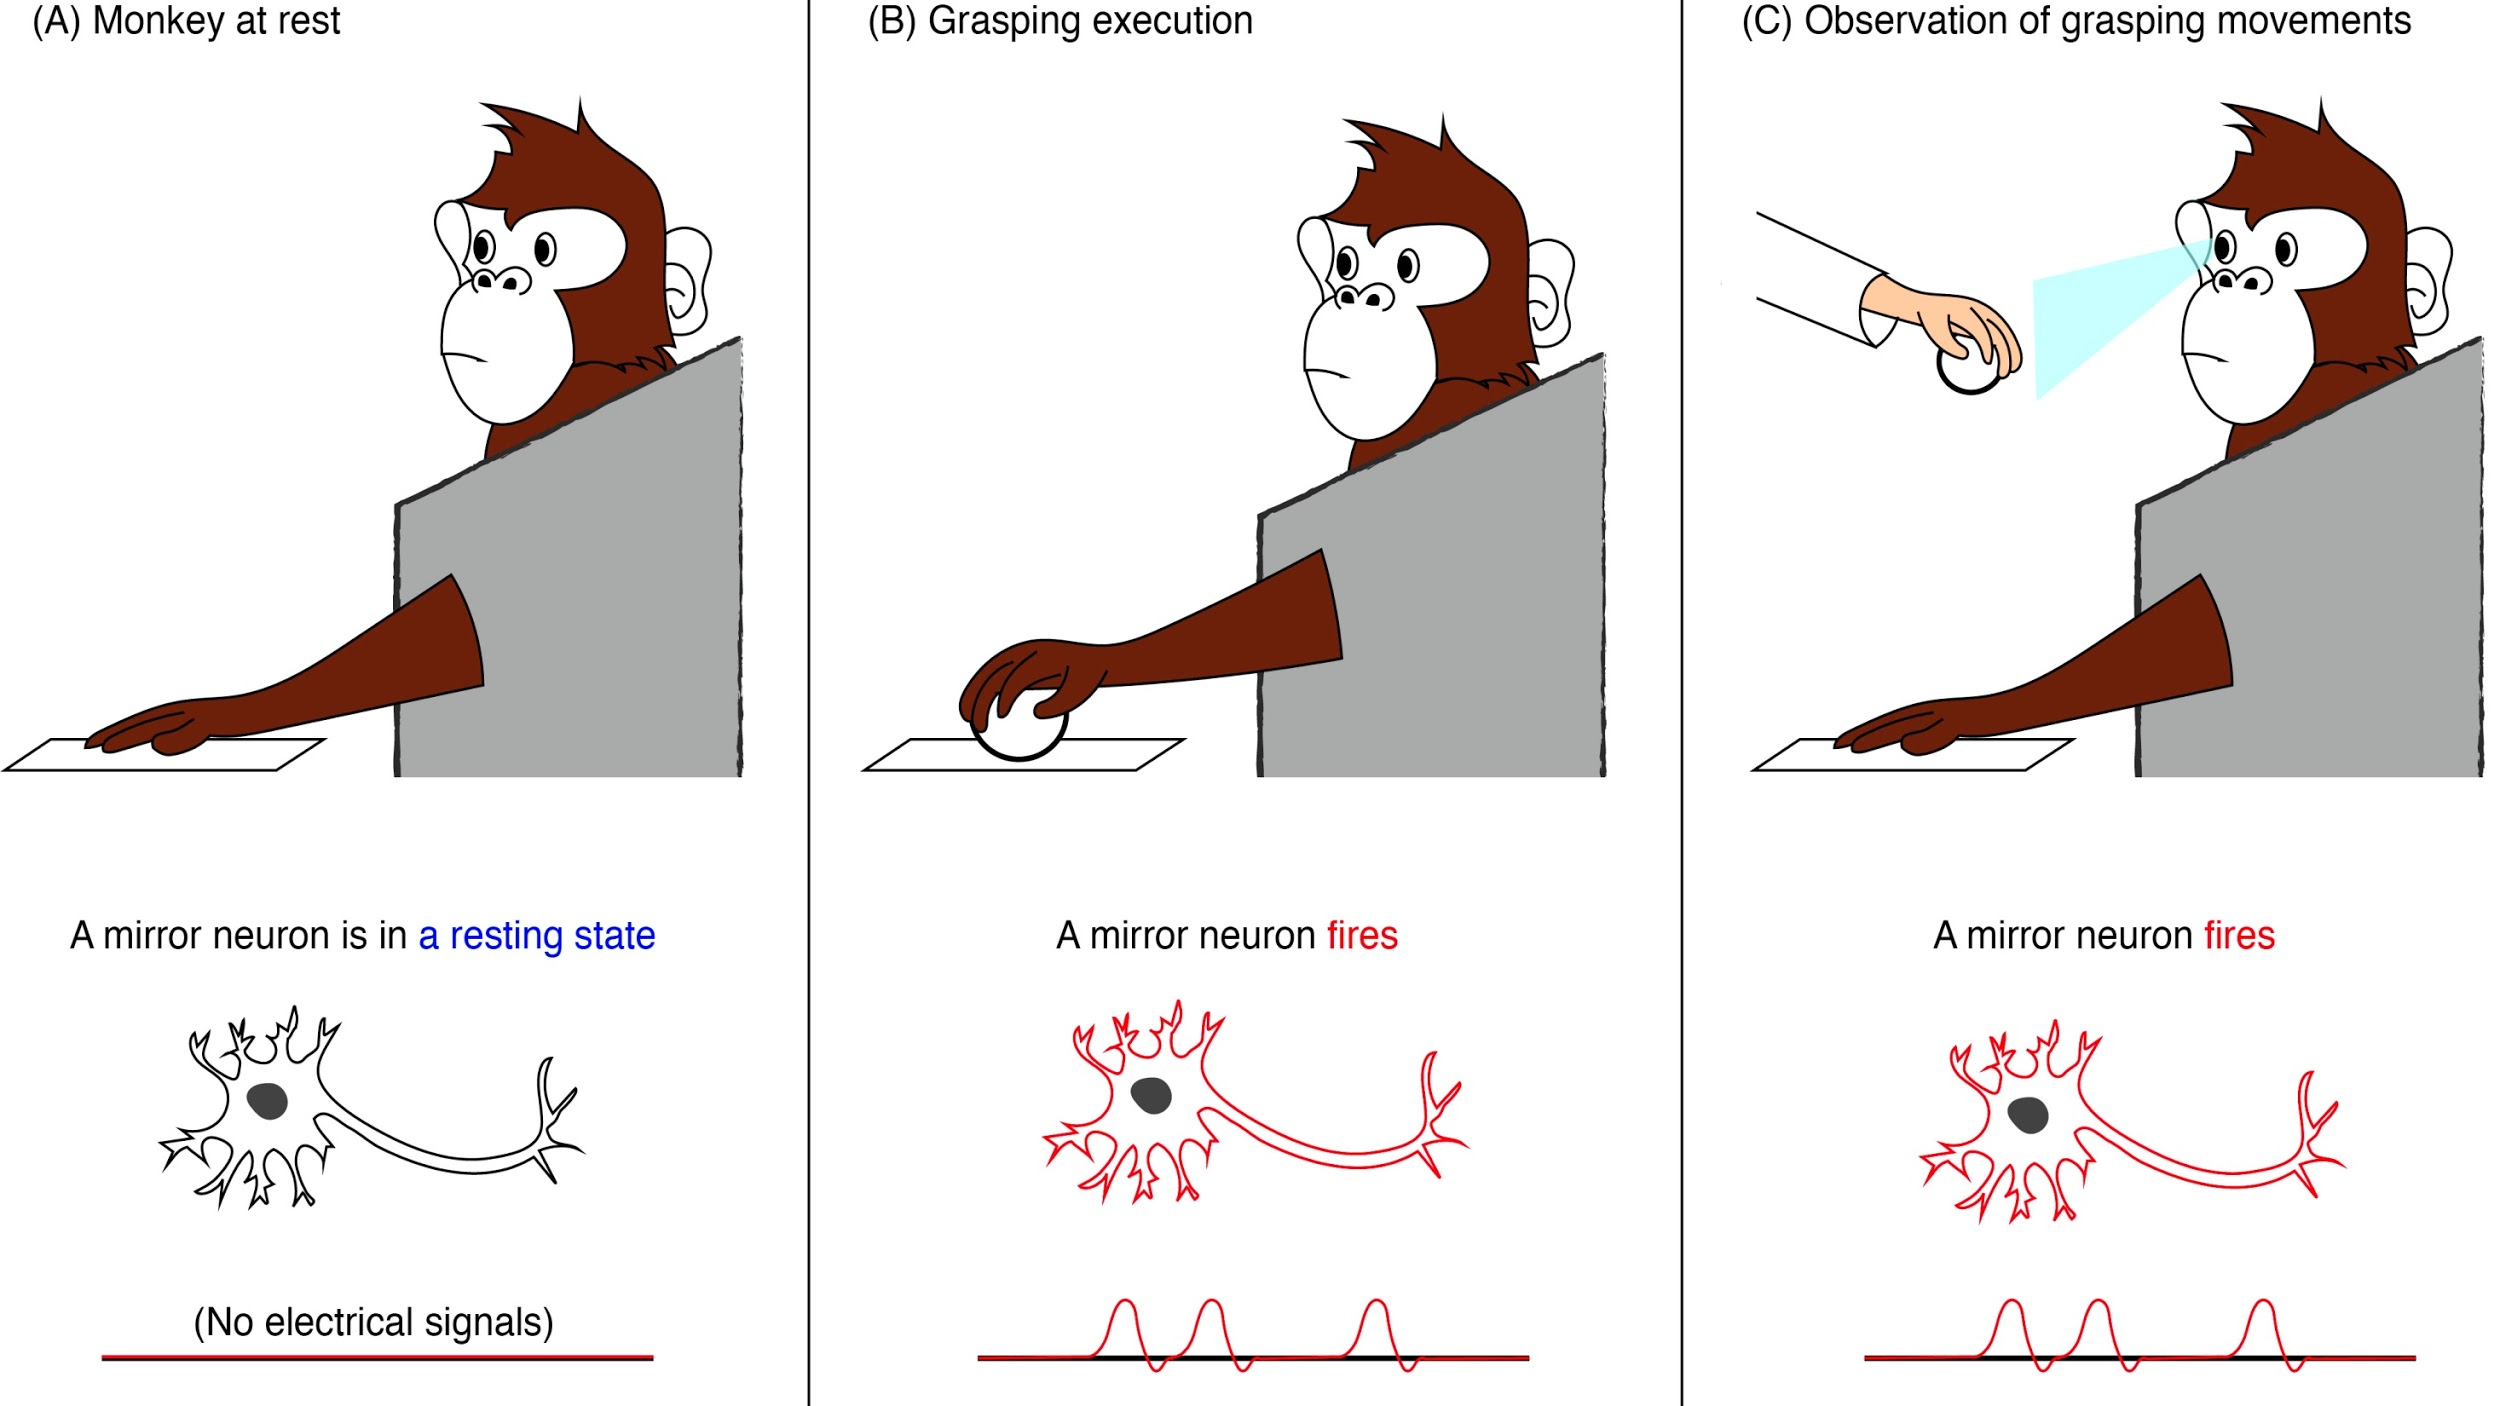 (A) Monkey at rest
(B) Grasping execution
(C) Observation of grasping movements
A mirror neuron is in a resting state
A mirror neuron fires
A mirror neuron fires
(No electrical signals)